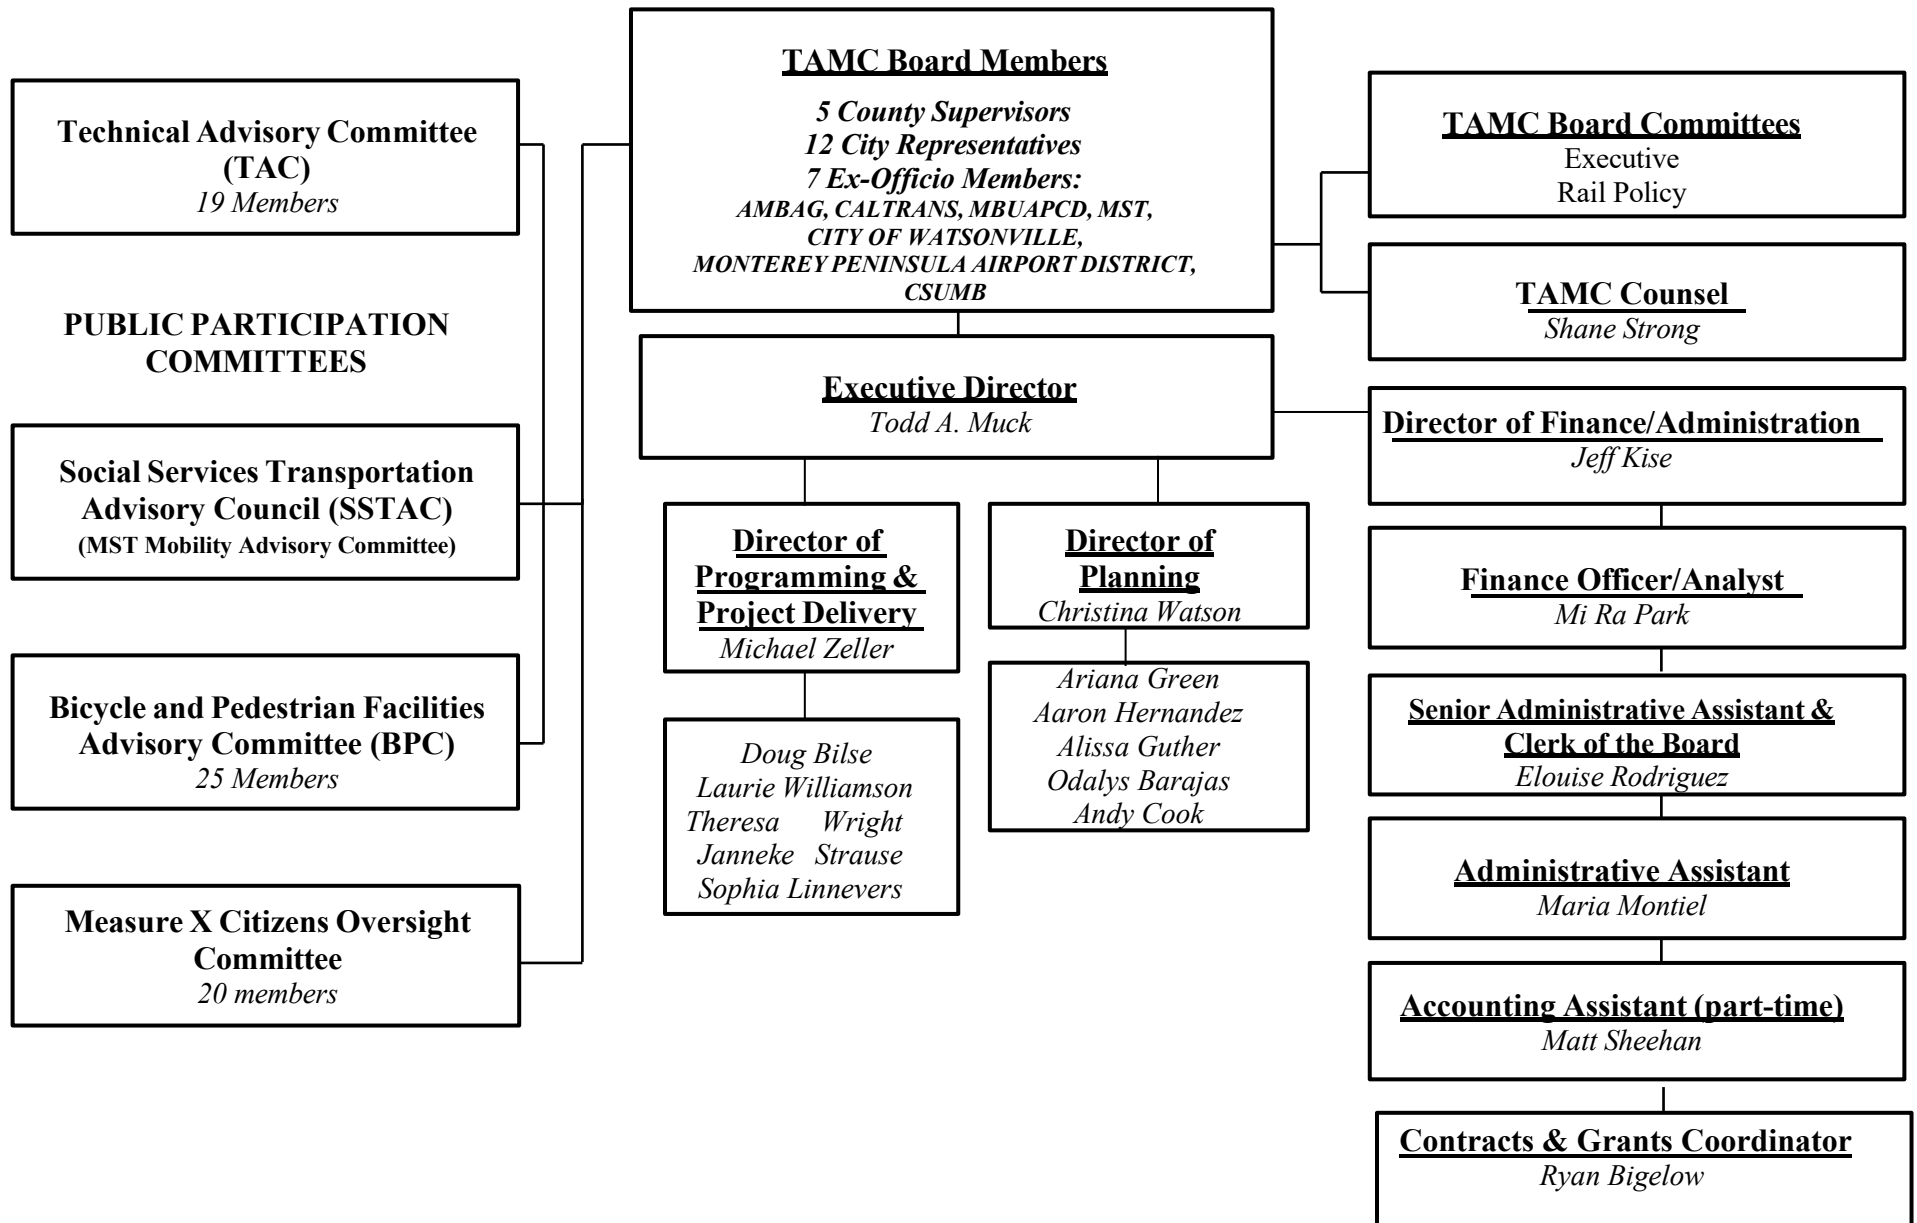 TAMC Board Members
5 County Supervisors
12 City Representatives
7 Ex-Officio Members:
AMBAG, CALTRANS, MBUAPCD, MST,
CITY OF WATSONVILLE,
MONTEREY PENINSULA AIRPORT DISTRICT,
CSUMB
Technical Advisory Committee
(TAC)
19 Members
PUBLIC PARTICIPATION
COMMITTEES
Social Services Transportation
Advisory Council (SSTAC)
(MST Mobility Advisory Committee)
Bicycle and Pedestrian Facilities
Advisory Committee (BPC)
25 Members
Measure X Citizens Oversight
Committee
20 members
TAMC Board Committees
Executive
Rail Policy
TAMC Counsel
Shane Strong
Executive Director
Todd A. Muck
Director of
Programming &
Project Delivery
Michael Zeller
Doug Bilse
Laurie Williamson
Theresa Wright
Janneke Strause
Sophia Linnevers
Director of
Planning
Christina Watson
Ariana Green
Aaron Hernandez
Alissa Guther
Odalys Barajas
Andy Cook
Director of Finance/Administration
Jeff Kise
Finance Officer/Analyst
Mi Ra Park
Senior Administrative Assistant &
Clerk of the Board
Elouise Rodriguez
Administrative Assistant
Maria Montiel
Accounting Assistant (part-time)
Matt Sheehan
Contracts & Grants Coordinator
Ryan Bigelow